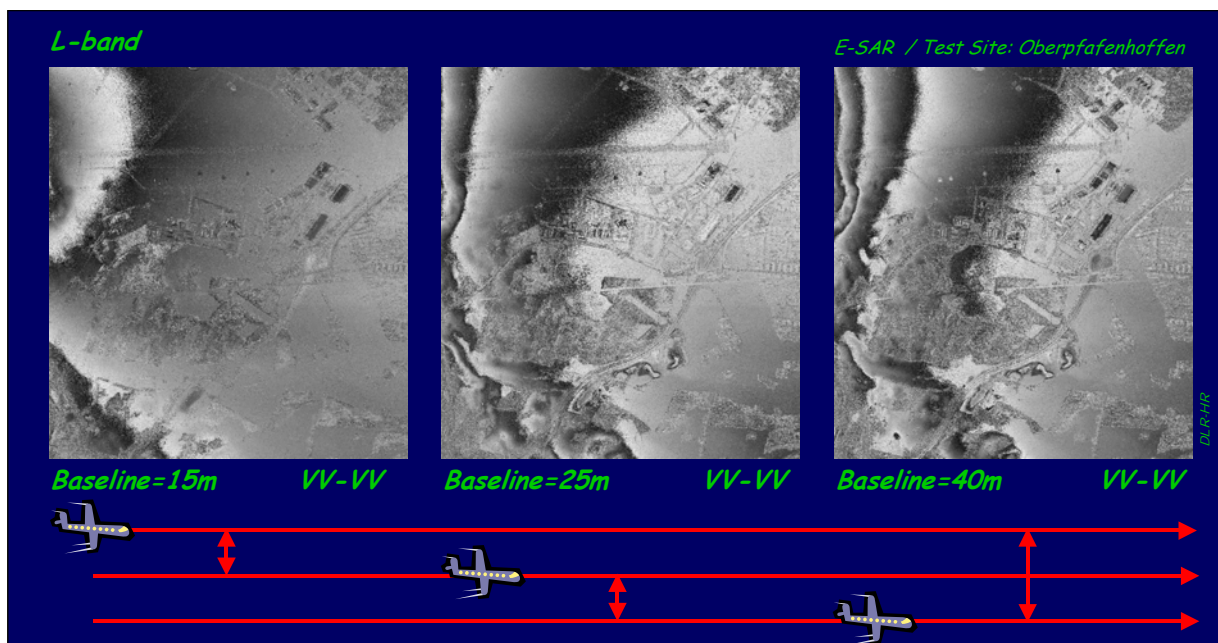 L-band
E-SAR / Test Site: Oberpfafenhoffen
DLR-HR
Baseline=15m VV-VV
Baseline=25m VV-VV
Baseline=40m VV-VV